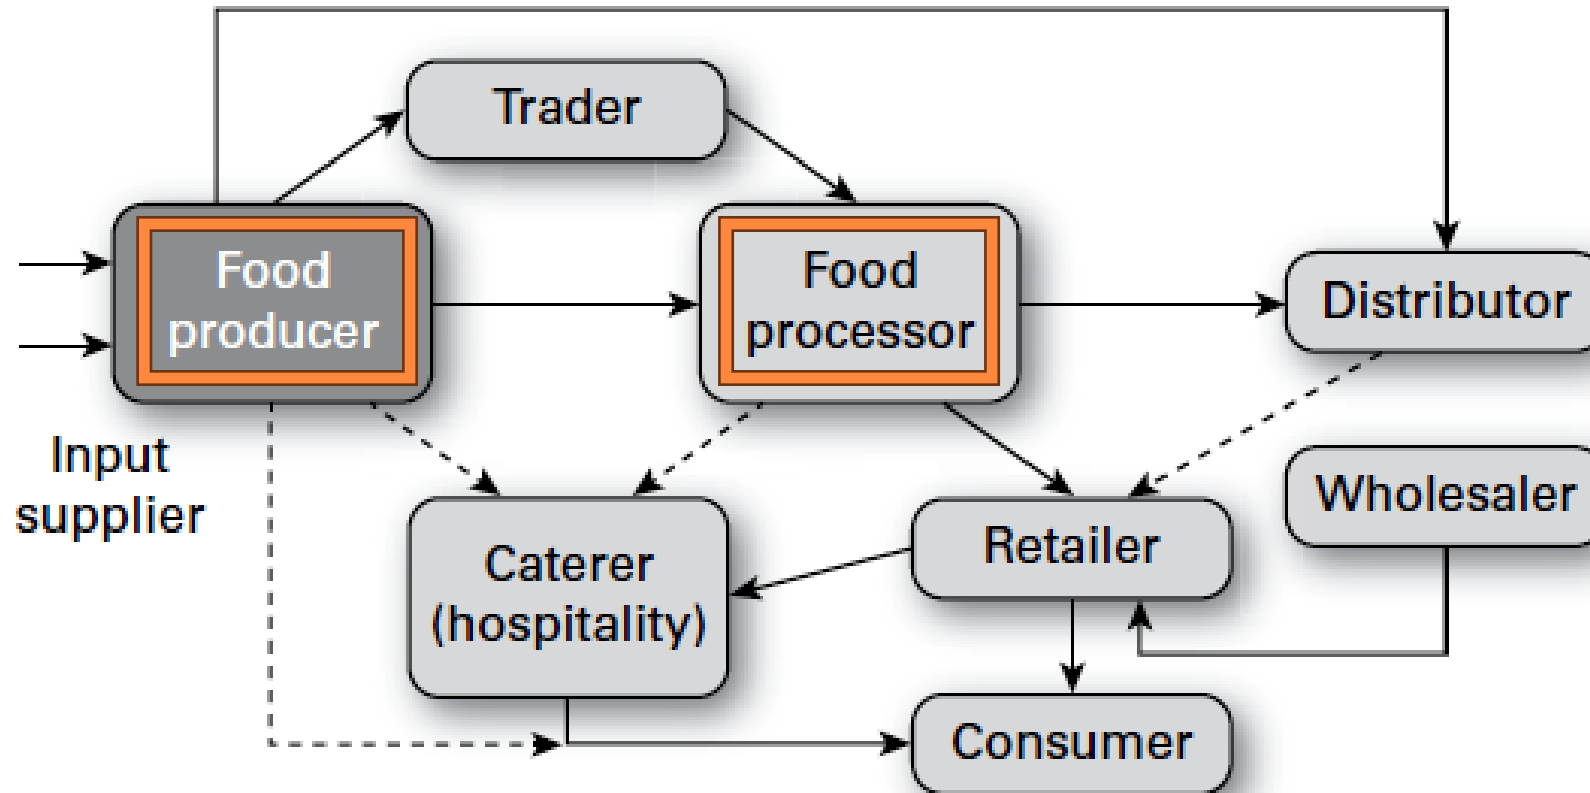 Trader
Food
producer
Food
processor
Distributor
Input
supplier
Wholesaler
Caterer
(hospitality)
Retailer
Consumer